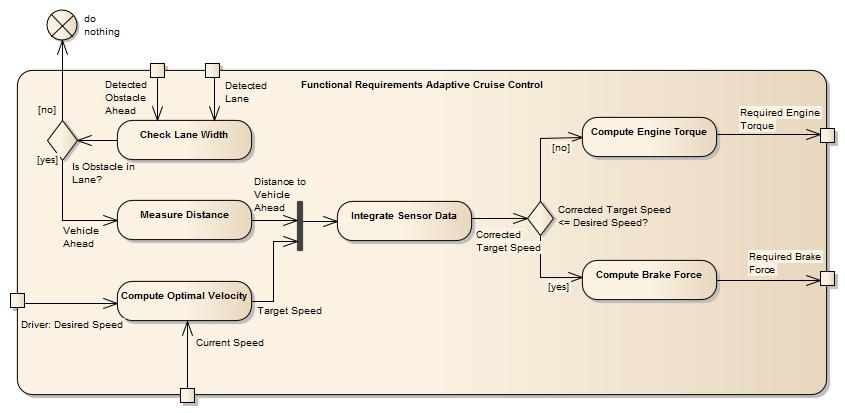 do
nothing
Functional Requirements Adaptive Cruise Control
Detected
Obstacle
Ahead
Detected
Lane
[no]
Check Lane Width
[yes]
Is Obstacle in
Lane?
Vehicle
Ahead
Measure Distance
Distance to
Vehicle
Ahead
Integrate Sensor Data
Corrected
Target Speed
Corrected Target Speed
<= Desired Speed?
[no]
Compute Engine Torque
Required Engine
Torque
[yes]
Compute Brake Force
Required Brake
Force
Driver: Desired Speed
Compute Optimal Velocity
Target Speed
Current Speed